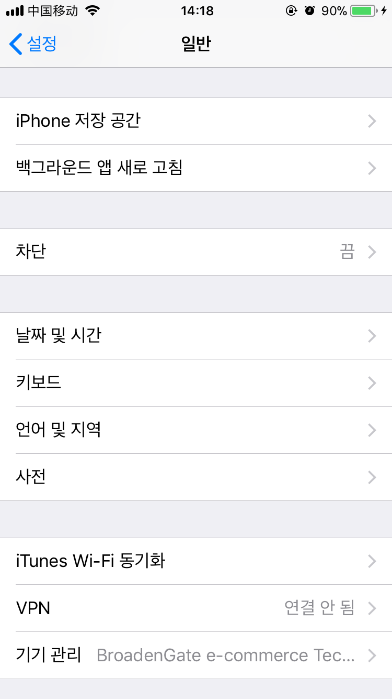 中国移动 14:18 90%
설정 일반
iPhone 저장 공간
백그라운드 앱 새로 고침
차단 끔
날짜 및 시간
키보드
언어 및 지역
사전
iTunes Wi-Fi 동기화
VPN 연결 안 됨
기기 관리 BroadenGate e-commerce Tec...